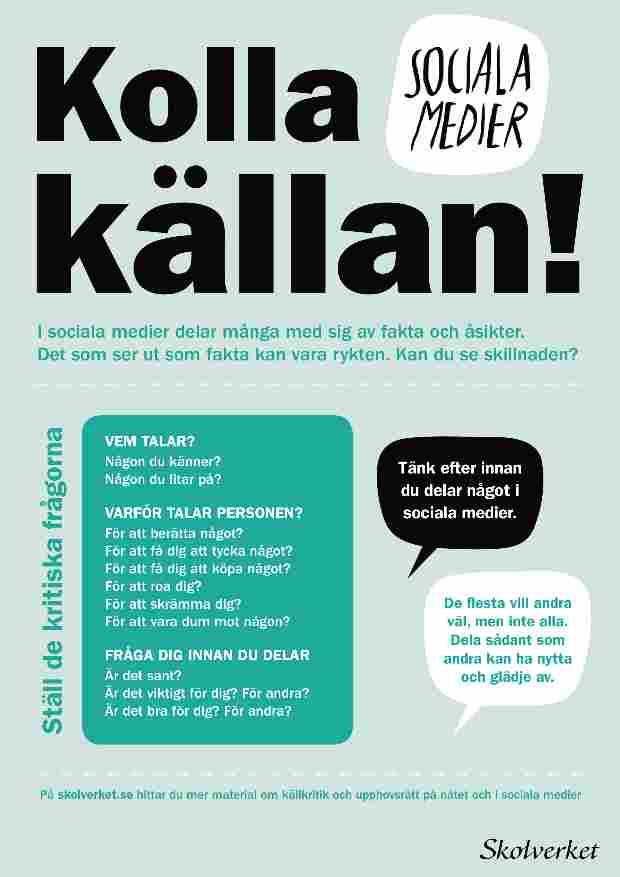 Kolla
SOCIALA
MEDIER
källan!
I sociala medier delar många med sig av fakta och åsikter.
Det som ser ut som fakta kan vara rykten. Kan du se skillnaden?
Ställ de kritiska frågorna
VEM TALAR?
Någon du känner?
Någon du litar på?
VARFÖR TALAR PERSONEN?
För att berätta något?
För att få dig att tycka något?
För att få dig att köpa något?
För att roa dig?
För att skrämma dig?
För att vara dum mot någon?
FRÅGA DIG INNAN DU DELAR
Är det sant?
Är det viktigt för dig? För andra?
Är det bra för dig? För andra?
Tänk efter innan
du delar något i
sociala medier.
De flesta vill andra
väl, men inte alla.
Dela sådant som
andra kan ha nytta
och glädje av.
På skolverket.se hittar du mer material om källkritik och upphovsrätt på nätet och i sociala medier
Skolverket